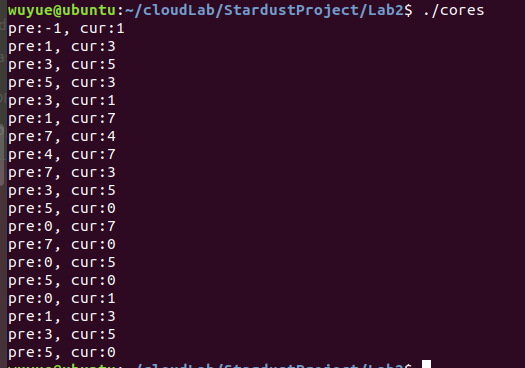 wuyue@ubuntu:~/cloudLab/StardustProject/Lab2$ ./cores
pre:-1, cur:1
pre:1, cur:3
pre:3, cur:5
pre:5, cur:3
pre:3, cur:1
pre:1, cur:7
pre:7, cur:4
pre:4, cur:7
pre:7, cur:3
pre:3, cur:5
pre:5, cur:0
pre:0, cur:7
pre:7, cur:0
pre:0, cur:5
pre:5, cur:0
pre:0, cur:1
pre:1, cur:3
pre:3, cur:5
pre:5, cur:0
wuyue@ubuntu:~/cloudLab/StardustProject/Lab2$